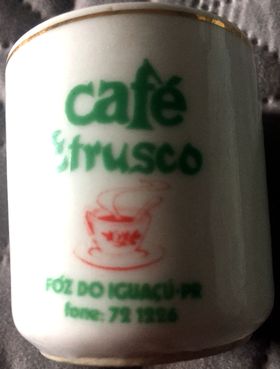 café
Etrusco
FÓZ DO IGUAÇÚ-PR
fone: 72 1226